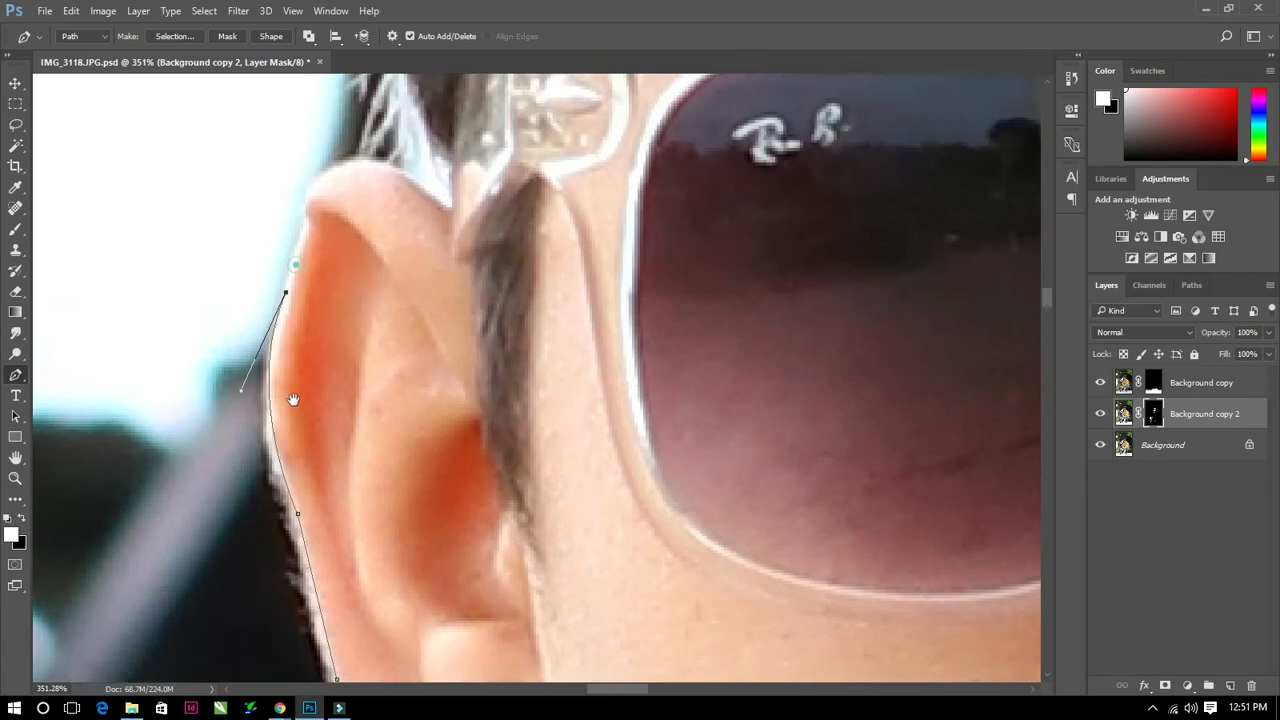 Ps File Edit Image Layer Type Select Filter 3D View Window Help
Path Make: Selection... Mask Shape Auto Add/Delete Align Edges
IMG_3118.JPG.psd @ 351% (Background copy 2, Layer Mask/8) * ×
Color Swatches
Libraries Adjustments
Add an adjustment
Layers Channels Paths
Kind
Normal Opacity: 100%
Lock: Fill: 100%
Background copy
Background copy 2
Background
351.28% Doc: 68.7M/224.0M
12:51 PM